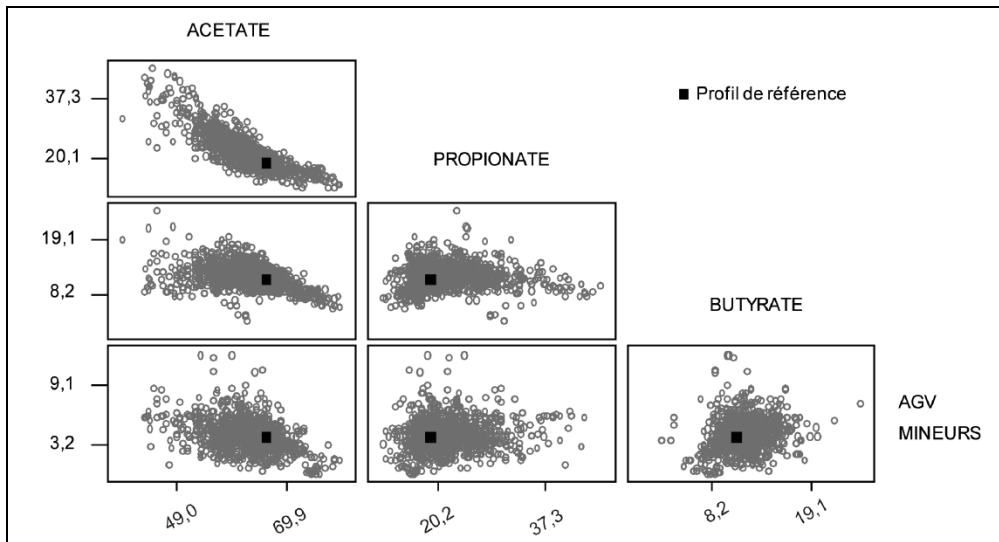 ACETATE
37,3
Profil de référence
20,1
PROPIONATE
19,1
8,2
BUTYRATE
9,1
AGV
3,2
MINEURS
49,0
69,9
20,2
37,3
8,2
19,1